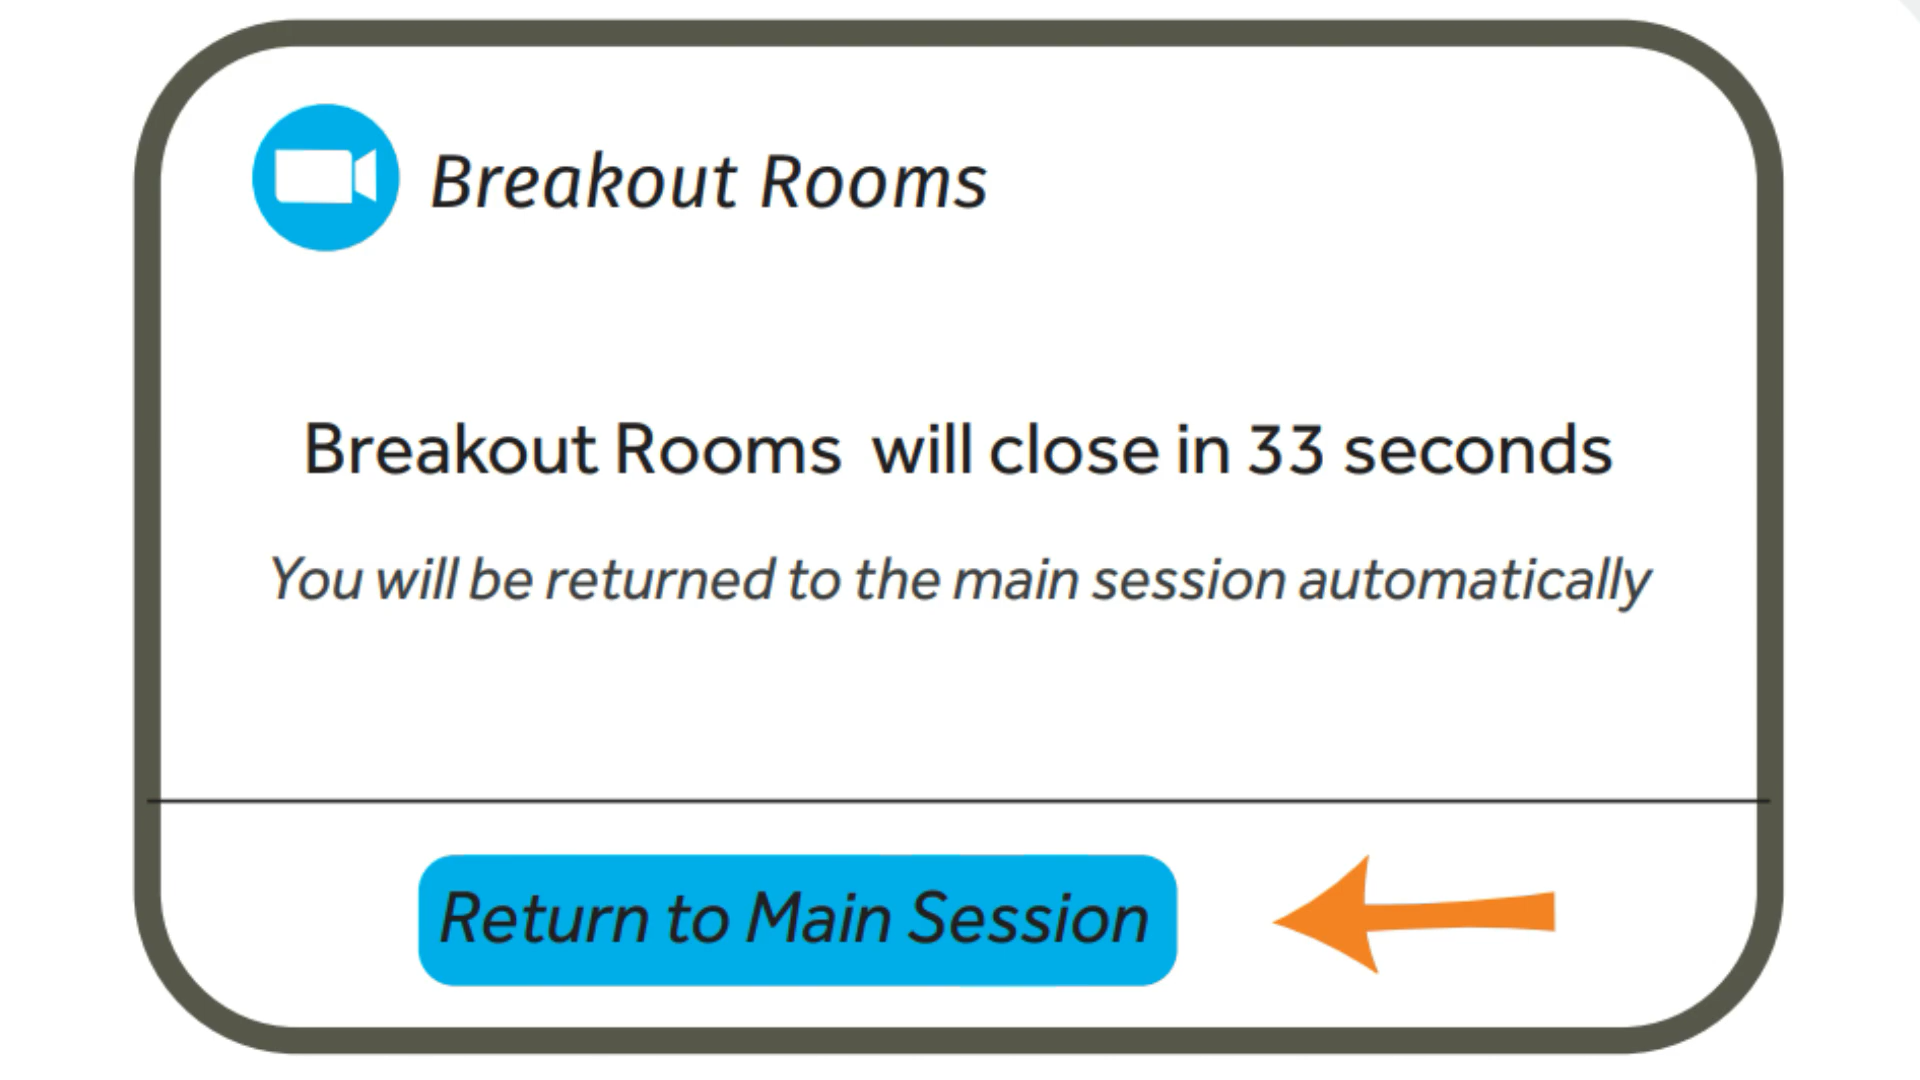 Breakout Rooms
Breakout Rooms  will close in 33 seconds
You will be returned to the main session automatically
Return to Main Session